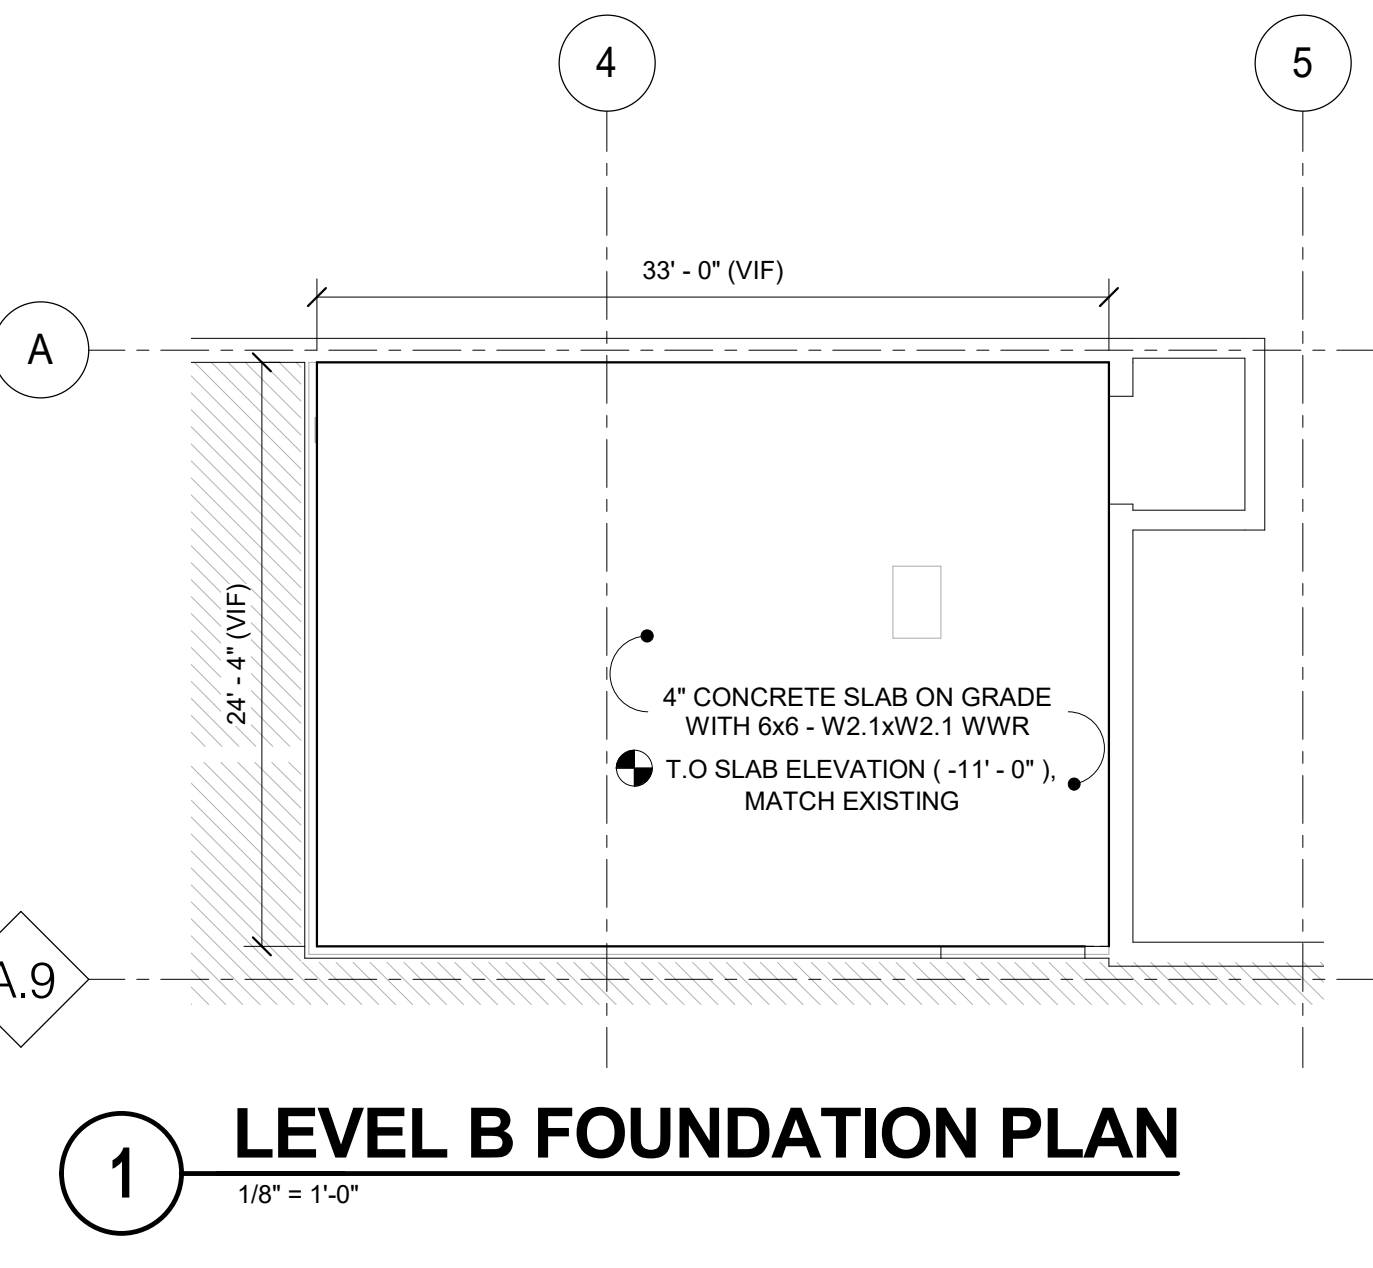 4
5
33' - 0" (VIF)
A
24' - 4" (VIF)
4" CONCRETE SLAB ON GRADE
WITH 6x6 - W2.1xW2.1 WWR
T.O SLAB ELEVATION ( -11' - 0" ),
MATCH EXISTING
A.9
LEVEL B FOUNDATION PLAN
1
1/8" = 1'-0"